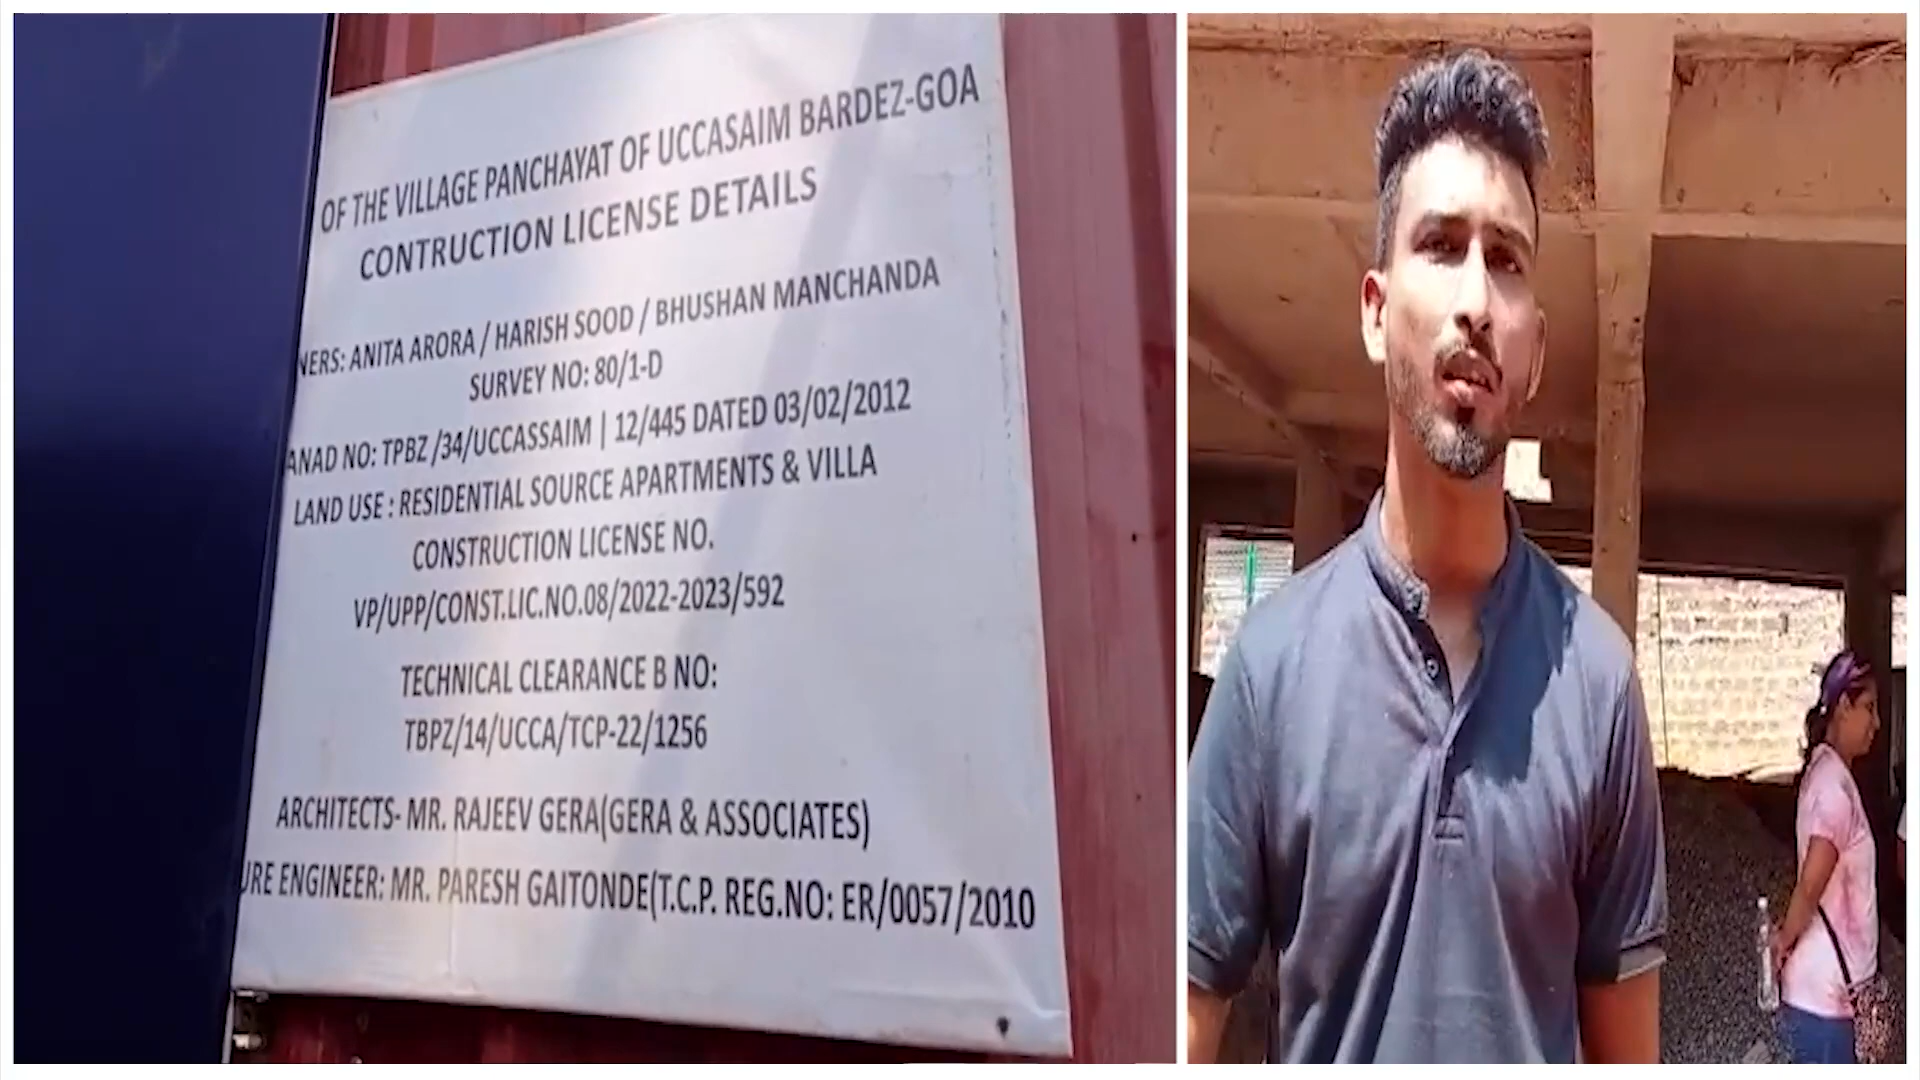 OF THE VILLAGE PANCHAYAT OF UCCASAIM BARDEZ-GOA
CONTRUCTION LICENSE DETAILS
NERS: ANITA ARORA / HARISH SOOD / BHUSHAN MANCHANDA
SURVEY NO: 80/1-D
ANAD NO: TPBZ /34/UCCASSAIM | 12/445 DATED 03/02/2012
LAND USE : RESIDENTIAL SOURCE APARTMENTS & VILLA
CONSTRUCTION LICENSE NO.
VP/UPP/CONST.LIC.NO.08/2022-2023/592
TECHNICAL CLEARANCE B NO:
TBPZ/14/UCCA/TCP-22/1256
ARCHITECTS- MR. RAJEEV GERA(GERA & ASSOCIATES)
URE ENGINEER: MR. PARESH GAITONDE(T.C.P. REG.NO: ER/0057/2010